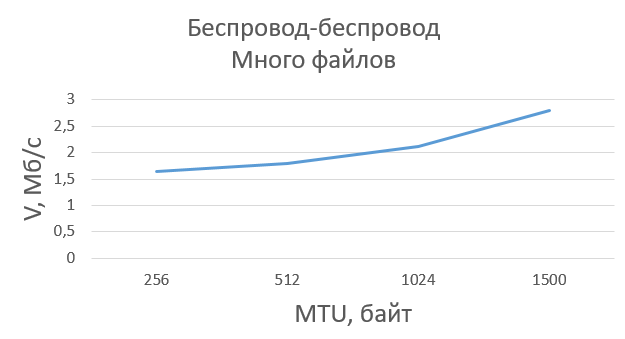 Беспровод-беспровод
Много файлов
3
2,5
2
1,5
1
0,5
0
V, Мб/с
256 512 1024 1500
MTU, байт